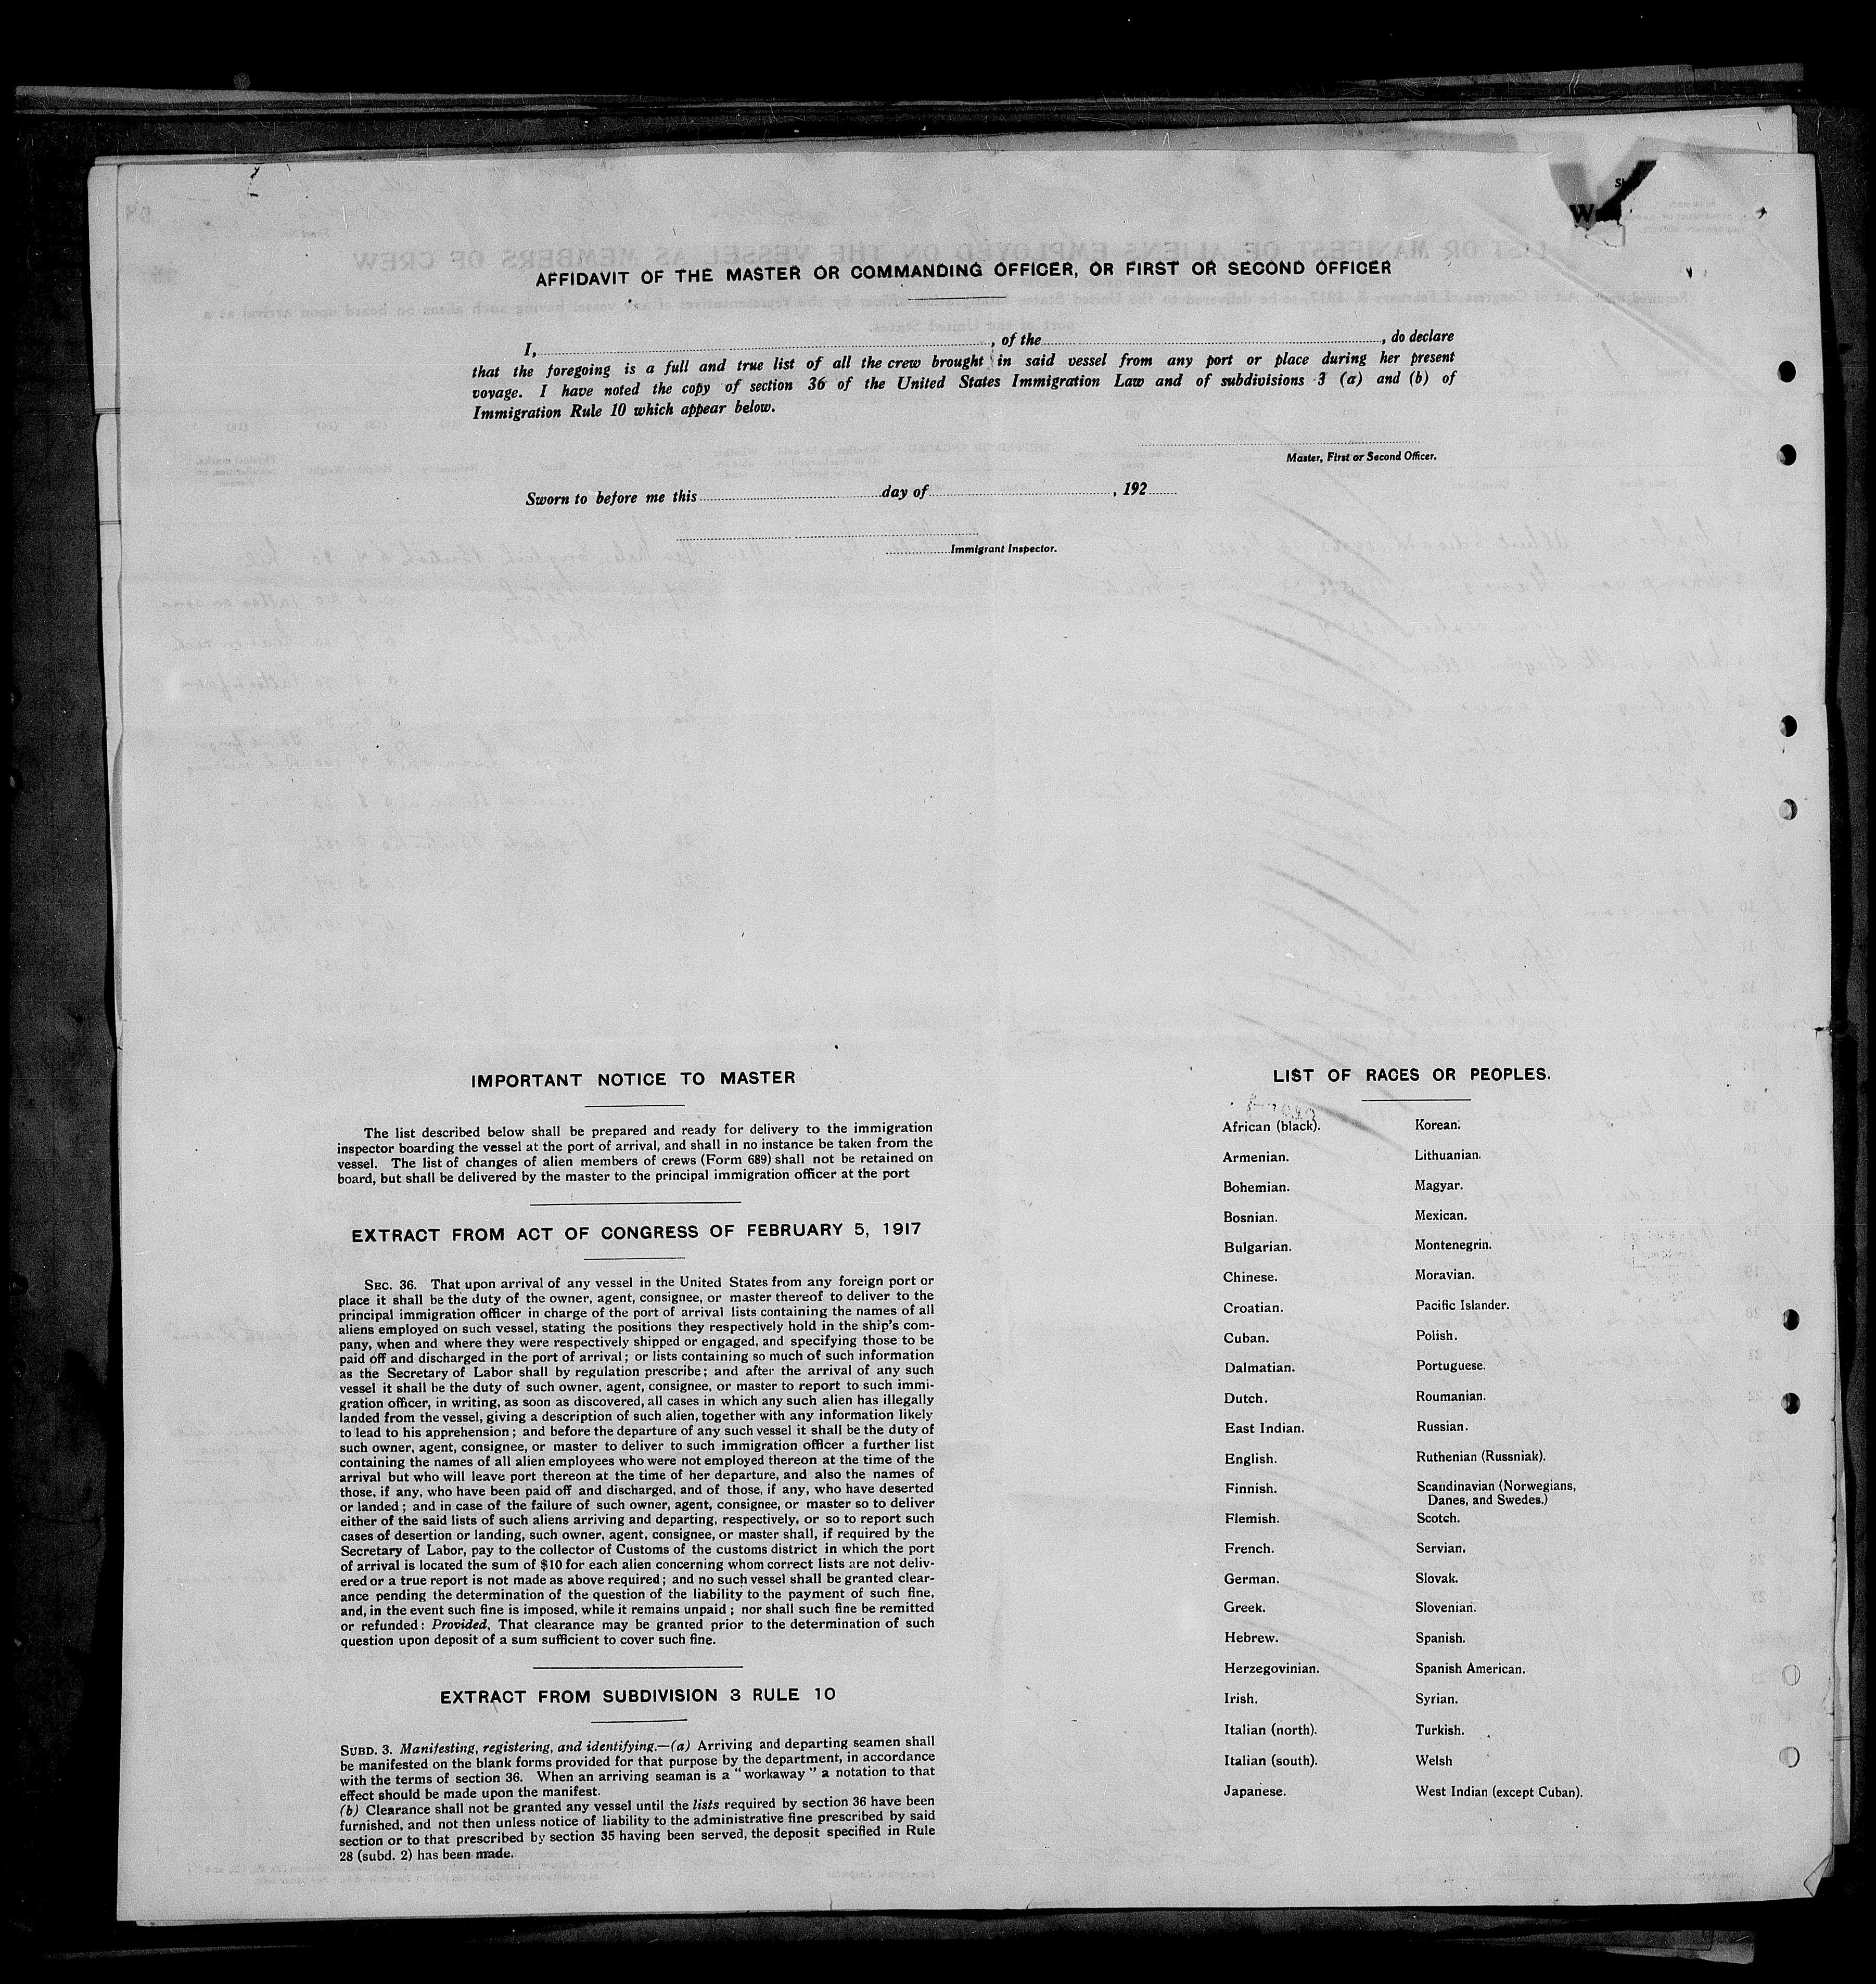 AFFIDAVIT OF THE MASTER OR COMMANDING OFFICER, OR FIRST OR SECOND OFFICER
I, , of the , do declare
that the foregoing is a full and true list of all the crew brought in said vessel from any port or place during her present
voyage. I have noted the copy of section 36 of the United States Immigration Law and of subdivisions 3 (a) and (b) of
Immigration Rule 10 which appear below.
Master, First or Second Officer.
Sworn to before me this day of , 192
Immigrant Inspector.
IMPORTANT NOTICE TO MASTER
The list described below shall be prepared and ready for delivery to the immigration
inspector boarding the vessel at the port of arrival, and shall in no instance be taken from the
vessel. The list of changes of alien members of crews (Form 689) shall not be retained on
board, but shall be delivered by the master to the principal immigration officer at the port
EXTRACT FROM ACT OF CONGRESS OF FEBRUARY 5, 1917
SEC. 36. That upon arrival of any vessel in the United States from any foreign port or
place it shall be the duty of the owner, agent, consignee, or master thereof to deliver to the
principal immigration officer in charge of the port of arrival lists containing the names of all
aliens employed on such vessel, stating the positions they respectively hold in the ship's com-
pany, when and where they were respectively shipped or engaged, and specifying those to be
paid off and discharged in the port of arrival; or lists containing so much of such information
as the Secretary of Labor shall by regulation prescribe; and after the arrival of any such
vessel it shall be the duty of such owner, agent, consignee, or master to report to such immi-
gration officer, in writing, as soon as discovered, all cases in which any such alien has illegally
landed from the vessel, giving a description of such alien, together with any information likely
to lead to his apprehension; and before the departure of any such vessel it shall be the duty of
such owner, agent, consignee, or master to deliver to such immigration officer a further list
containing the names of all alien employees who were not employed thereon at the time of the
arrival but who will leave port thereon at the time of her departure, and also the names of
those, if any, who have been paid off and discharged, and of those, if any, who have deserted
or landed; and in case of the failure of such owner, agent, consignee, or master so to deliver
either of the said lists of such aliens arriving and departing, respectively, or so to report such
cases of desertion or landing, such owner, agent, consignee, or master shall, if required by the
Secretary of Labor, pay to the collector of Customs of the customs district in which the port
of arrival is located the sum of $10 for each alien concerning whom correct lists are not deliv-
ered or a true report is not made as above required; and no such vessel shall be granted clear-
ance pending the determination of the question of the liability to the payment of such fine,
and, in the event such fine is imposed, while it remains unpaid; nor shall such fine be remitted
or refunded: Provided, That clearance may be granted prior to the determination of such
question upon deposit of a sum sufficient to cover such fine.
EXTRACT FROM SUBDIVISION 3 RULE 10
SUBD. 3. Manifesting, registering, and identifying.—(a) Arriving and departing seamen shall
be manifested on the blank forms provided for that purpose by the department, in accordance
with the terms of section 36. When an arriving seaman is a "workaway" a notation to that
effect should be made upon the manifest.
(b) Clearance shall not be granted any vessel until the lists required by section 36 have been
furnished, and not then unless notice of liability to the administrative fine prescribed by said
section or to that prescribed by section 35 having been served, the deposit specified in Rule
28 (subd. 2) has been made.
LIST OF RACES OR PEOPLES.
African (black).
Armenian.
Bohemian.
Bosnian.
Bulgarian.
Chinese.
Croatian.
Cuban.
Dalmatian.
Dutch.
East Indian.
English.
Finnish.
Flemish.
French.
German.
Greek.
Hebrew.
Herzegovinian.
Irish.
Italian (north).
Italian (south).
Japanese.
Korean.
Lithuanian.
Magyar.
Mexican.
Montenegrin.
Moravian.
Pacific Islander.
Polish.
Portuguese.
Roumanian.
Russian.
Ruthenian (Russniak).
Scandinavian (Norwegians,
Danes, and Swedes.)
Scotch.
Servian.
Slovak.
Slovenian.
Spanish.
Spanish American.
Syrian.
Turkish.
Welsh
West Indian (except Cuban).